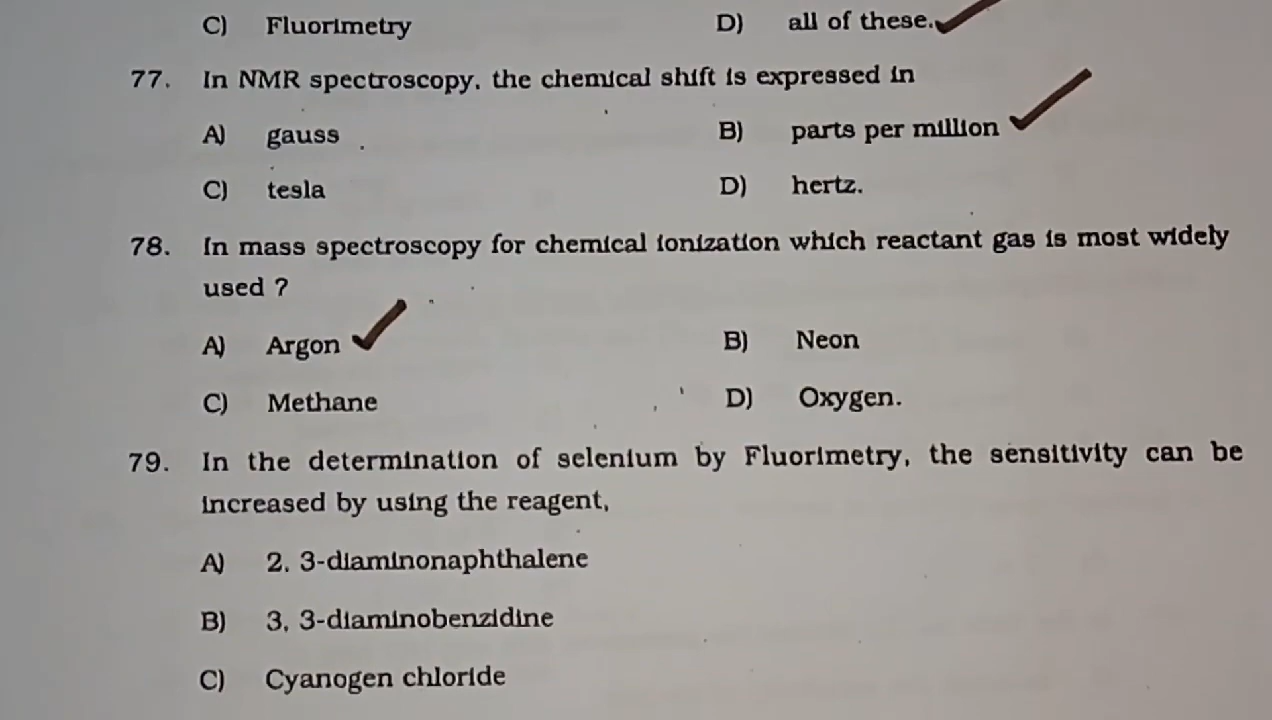 C) Fluorimetry D) all of these.
77. In NMR spectroscopy, the chemical shift is expressed in
A) gauss B) parts per million
C) tesla D) hertz.
78. In mass spectroscopy for chemical ionization which reactant gas is most widely
used ?
A) Argon B) Neon
C) Methane D) Oxygen.
79. In the determination of selenium by Fluorimetry, the sensitivity can be
increased by using the reagent,
A) 2, 3-diaminonaphthalene
B) 3, 3-diaminobenzidine
C) Cyanogen chloride